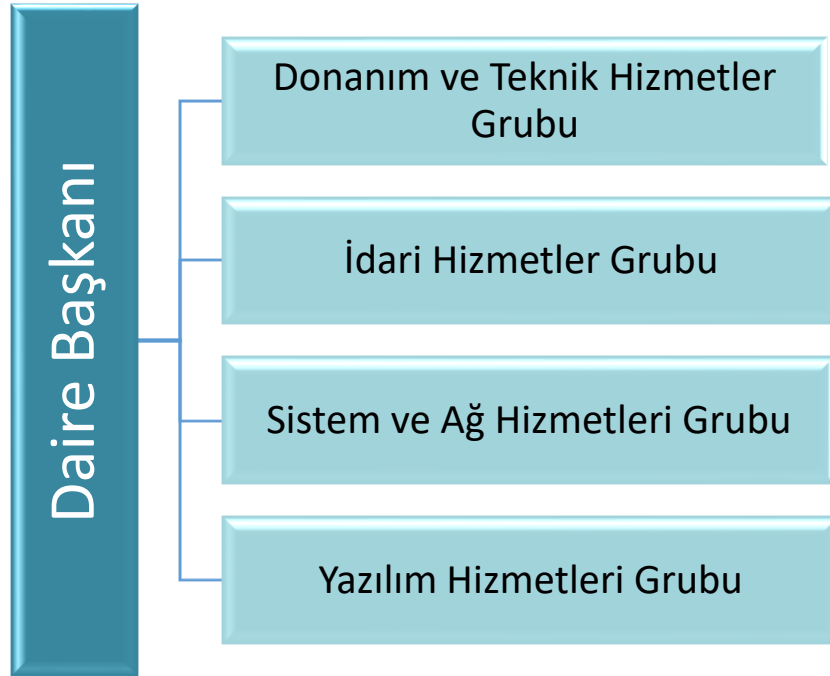 Daire Başkanı
Donanım ve Teknik Hizmetler
Grubu
İdari Hizmetler Grubu
Sistem ve Ağ Hizmetleri Grubu
Yazılım Hizmetleri Grubu